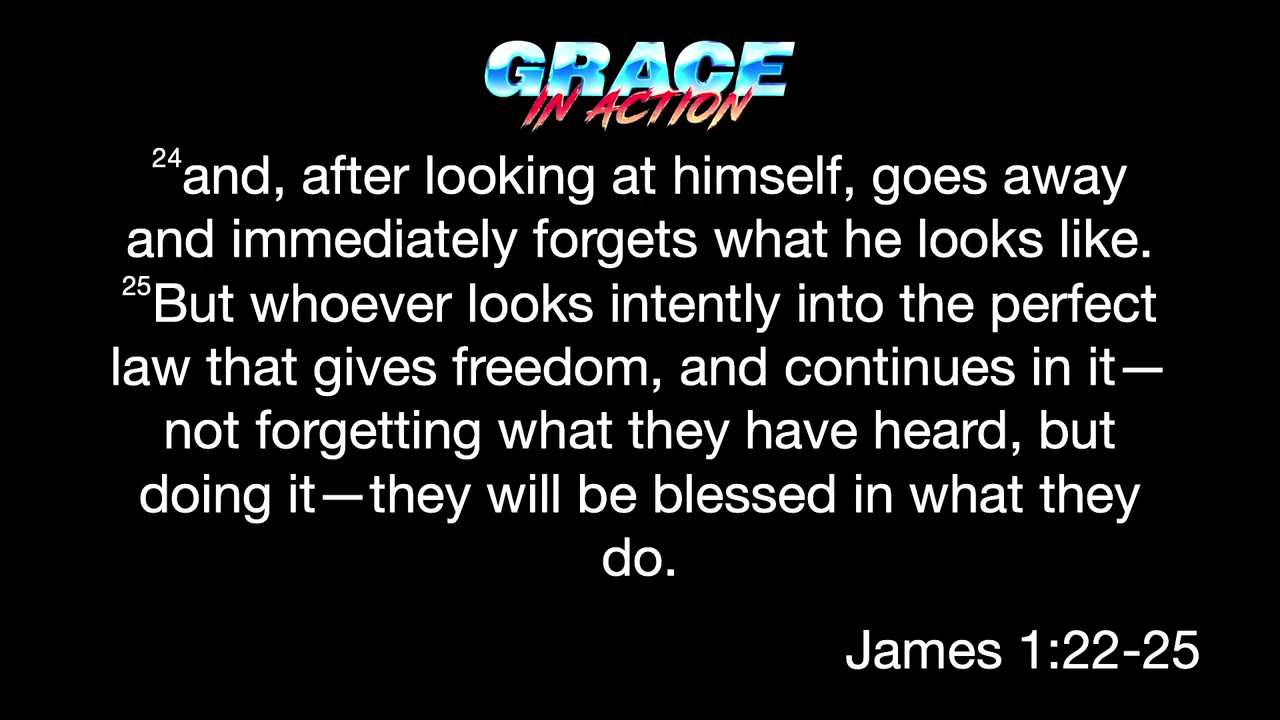 GRACE
IN ACTION
24and, after looking at himself, goes away
and immediately forgets what he looks like.
25But whoever looks intently into the perfect
law that gives freedom, and continues in it—
not forgetting what they have heard, but
doing it—they will be blessed in what they
do.
James 1:22-25